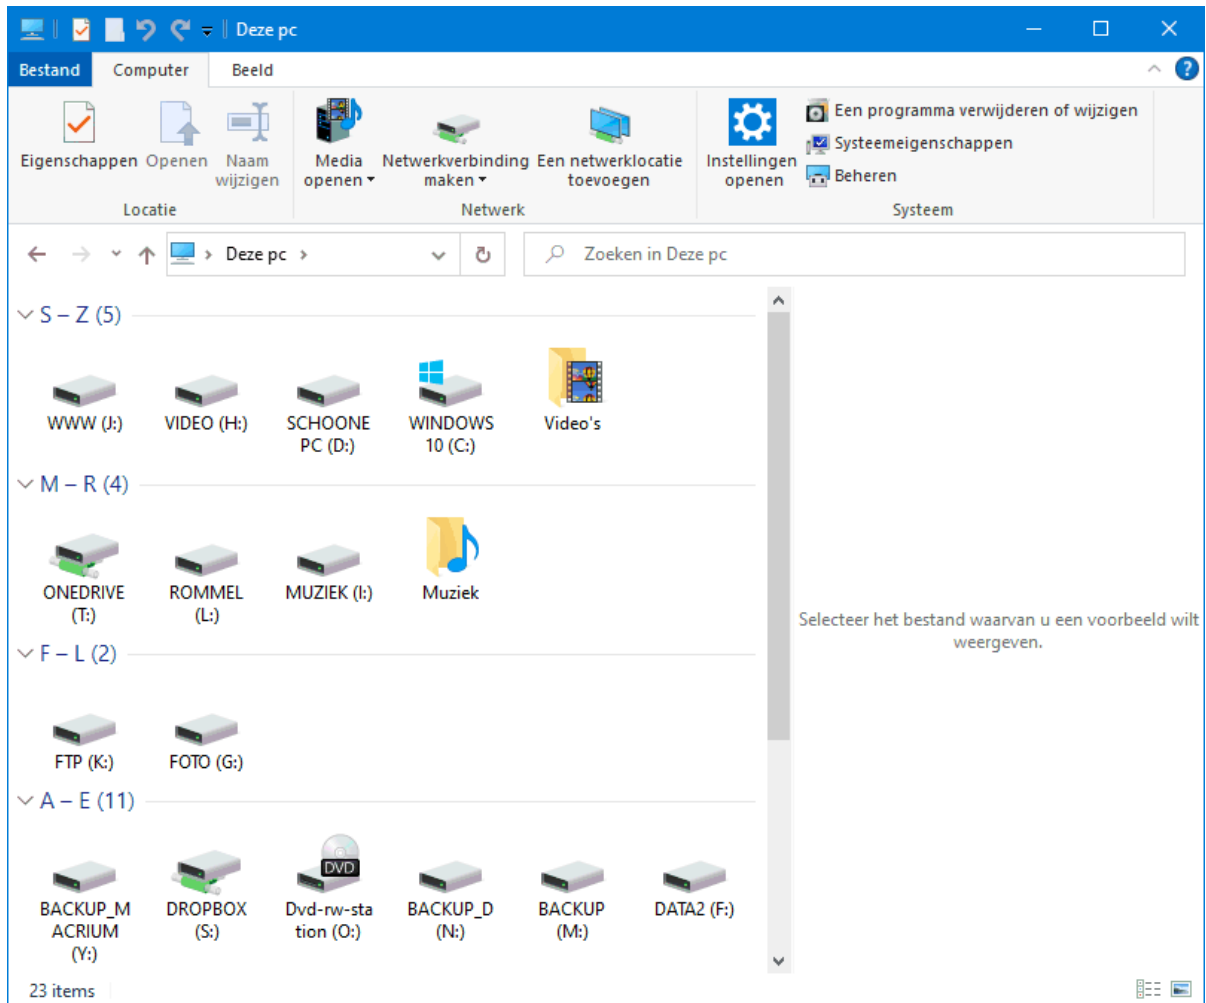 Deze pc
Bestand
Computer
Beeld
?
Eigenschappen
Openen
Naam
wijzigen
Locatie
Media
openen
Netwerkverbinding
maken
Een netwerklocatie
toevoegen
Netwerk
Instellingen
openen
Een programma verwijderen of wijzigen
Systeemeigenschappen
Beheren
Systeem
Deze pc
Zoeken in Deze pc
S – Z (5)
WWW (J:)
VIDEO (H:)
SCHOONE
PC (D:)
WINDOWS
10 (C:)
Video's
M – R (4)
ONEDRIVE
(T:)
ROMMEL
(L:)
MUZIEK (I:)
Muziek
F – L (2)
FTP (K:)
FOTO (G:)
A – E (11)
BACKUP_M
ACRIUM
(Y:)
DROPBOX
(S:)
DVD
Dvd-rw-sta
tion (O:)
BACKUP_D
(N:)
BACKUP
(M:)
DATA2 (F:)
Selecteer het bestand waarvan u een voorbeeld wilt
weergeven.
23 items